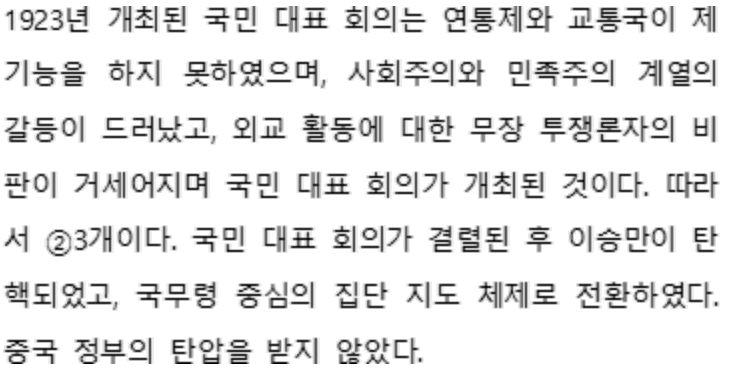 1923년 개최된 국민 대표 회의는 연통제와 교통국이 제
기능을 하지 못하였으며, 사회주의와 민족주의 계열의
갈등이 드러났고, 외교 활동에 대한 무장 투쟁론자의 비
판이 거세어지며 국민 대표 회의가 개최된 것이다. 따라
서 ②3개이다. 국민 대표 회의가 결렬된 후 이승만이 탄
핵되었고, 국무령 중심의 집단 지도 체제로 전환하였다.
중국 정부의 탄압을 받지 않았다.